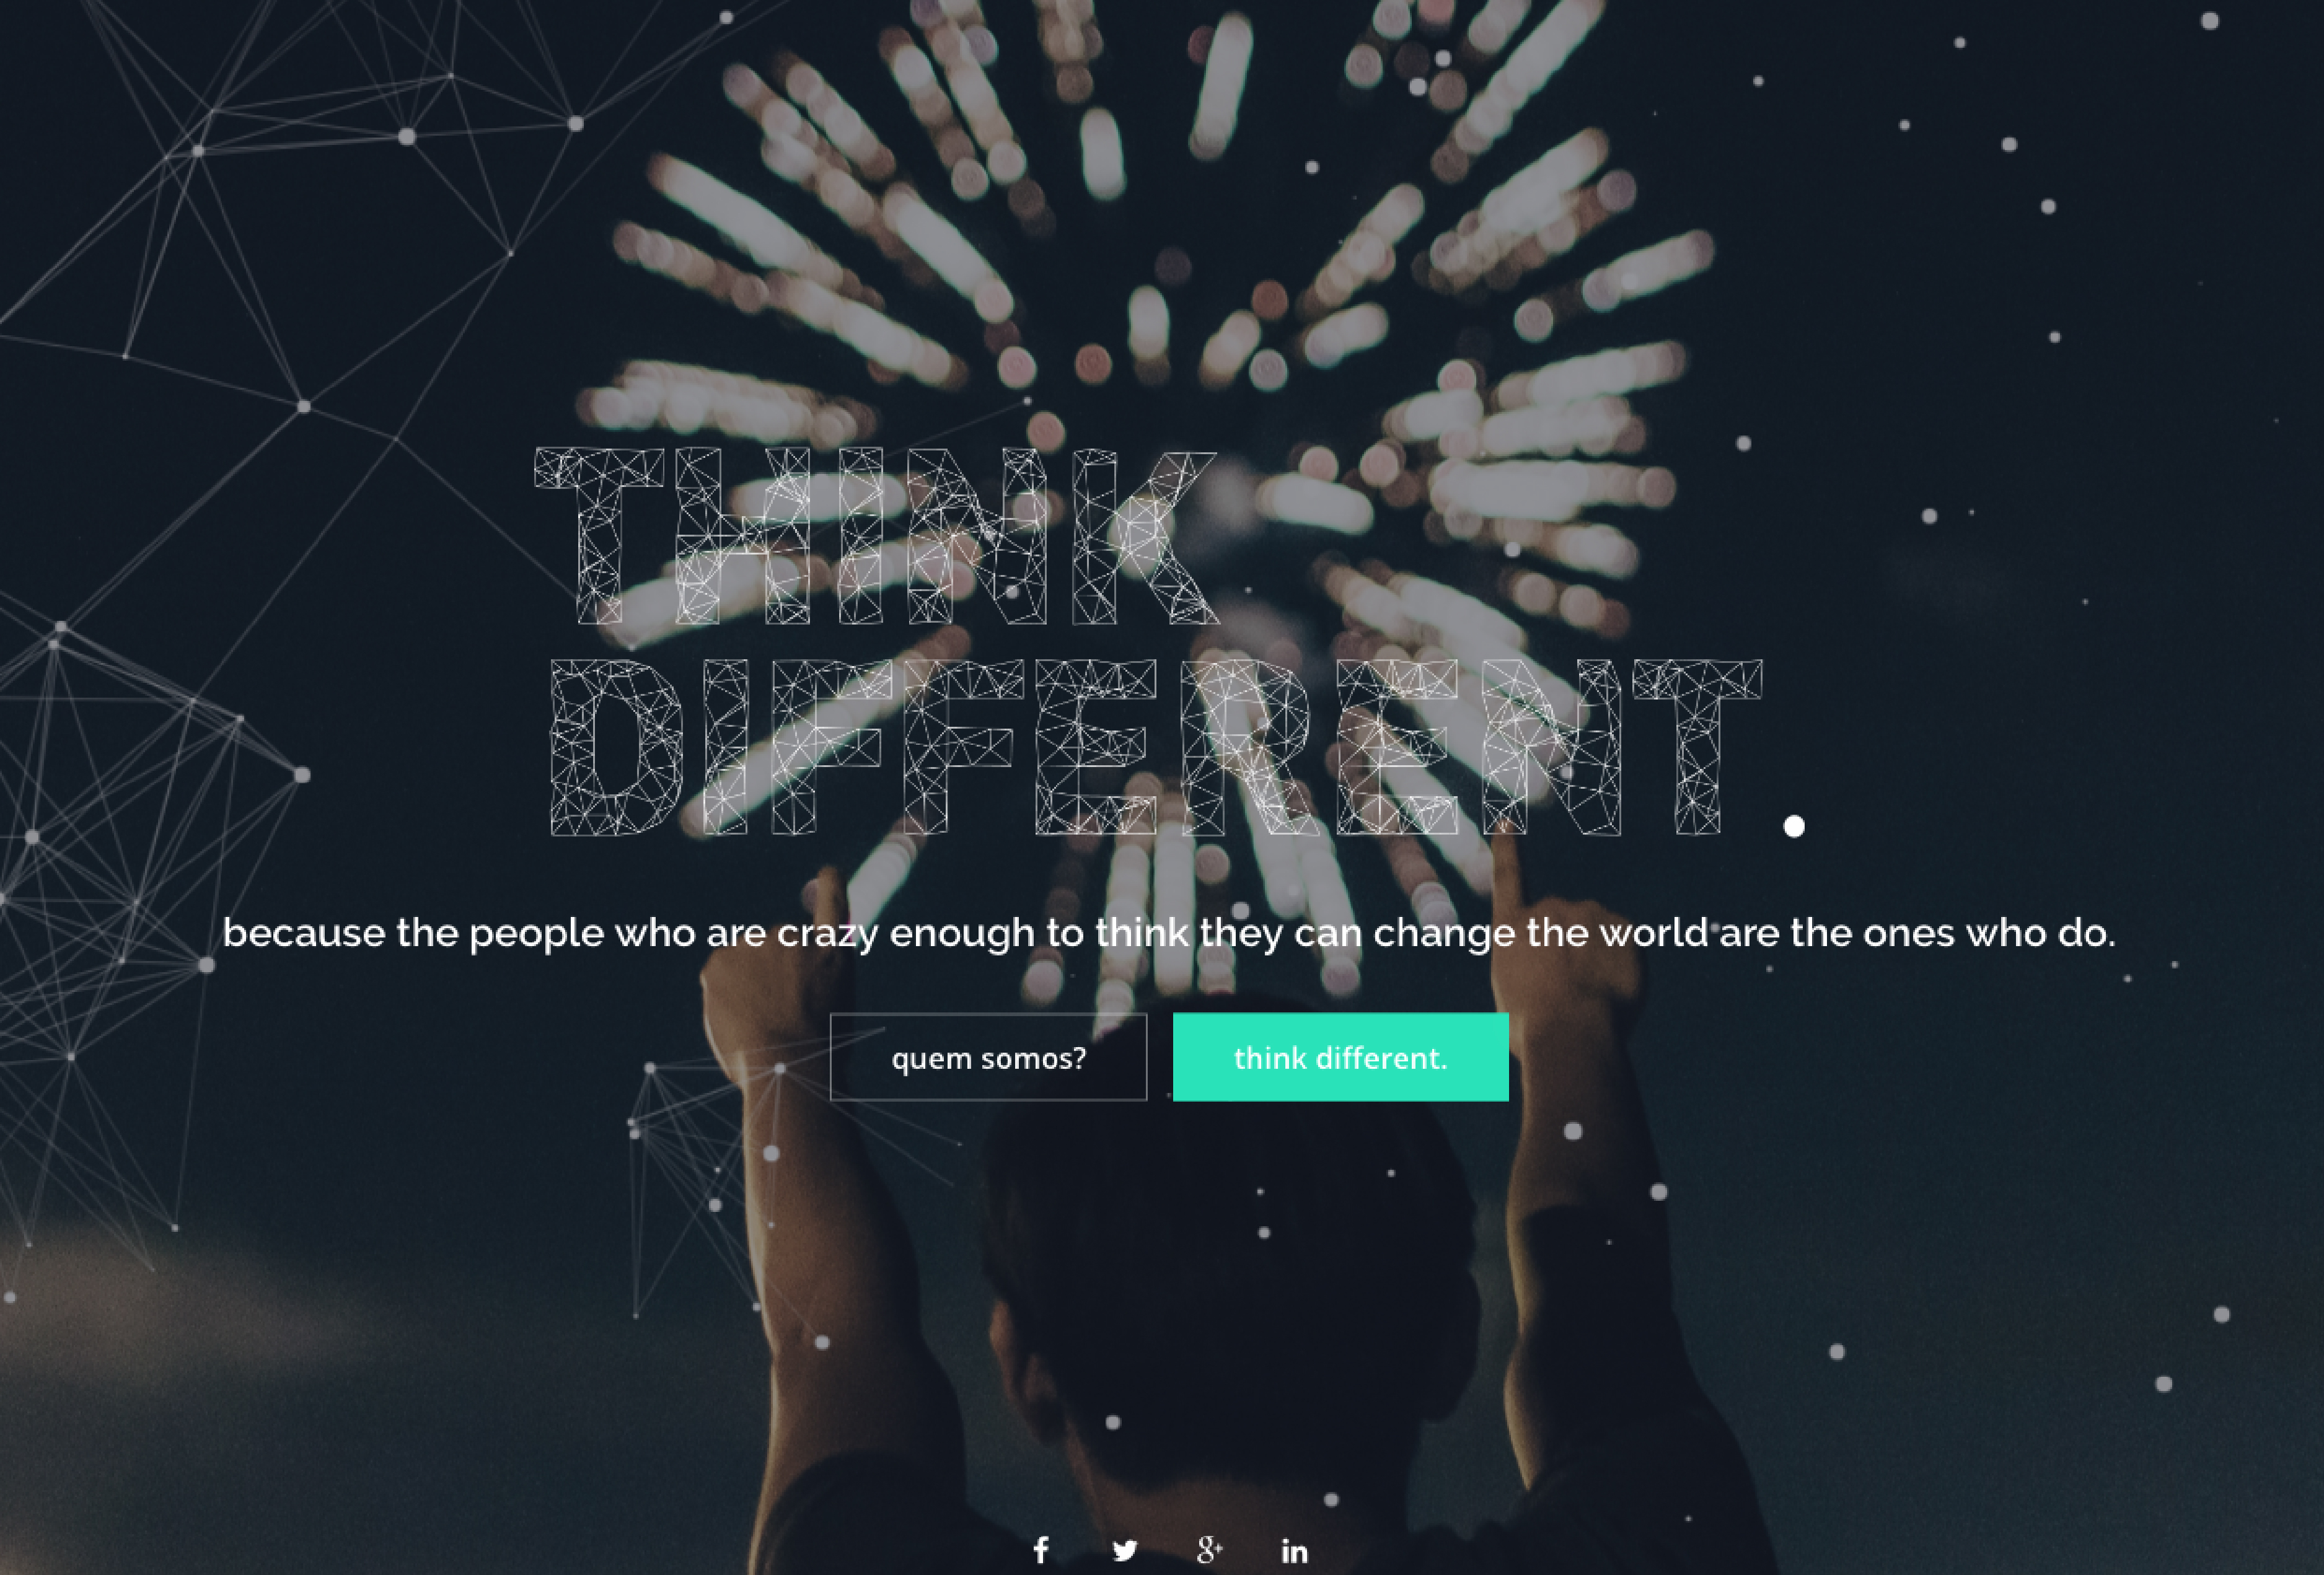 THINK
DIFFERENT.
because the people who are crazy enough to think they can change the world are the ones who do.
quem somos?
think different.
f
g+
in